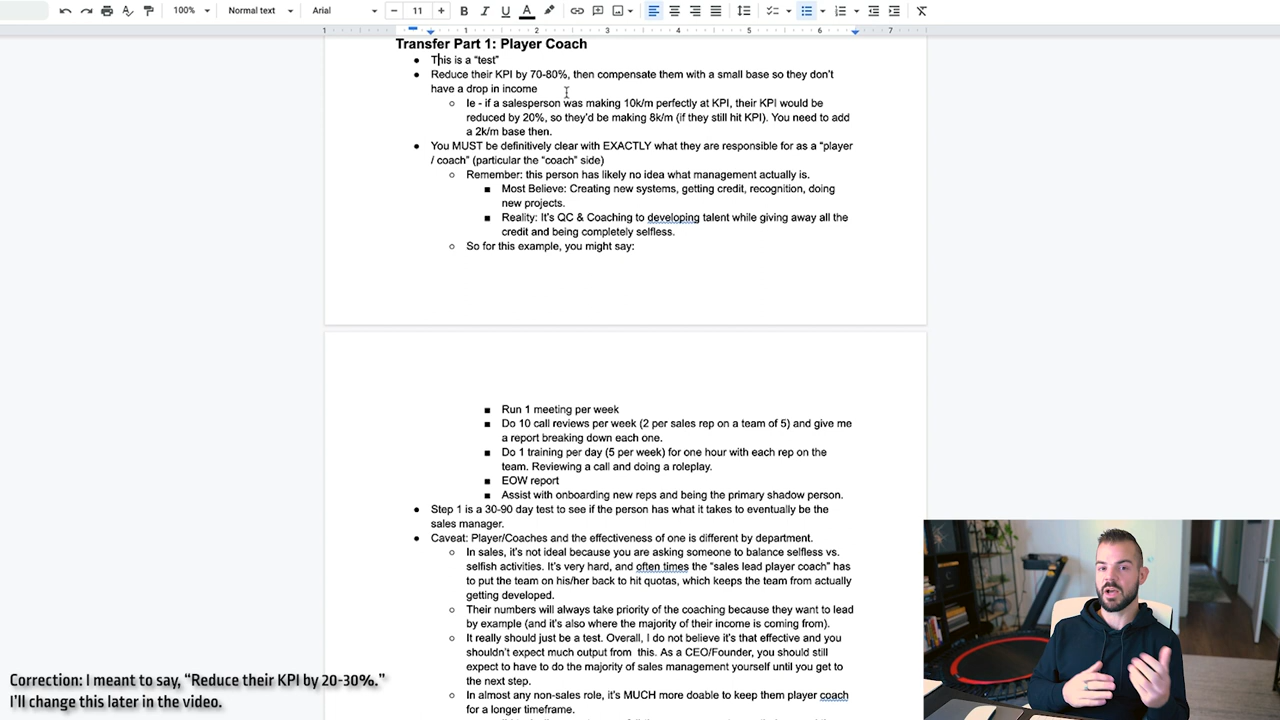 100%
Normal text
Arial
11
B I U A
1 1 2 3 4 5 6 7
Transfer Part 1: Player Coach
● This is a “test”
● Reduce their KPI by 70-80%, then compensate them with a small base so they don’t
have a drop in income
○ Ie - if a salesperson was making 10k/m perfectly at KPI, their KPI would be
reduced by 20%, so they’d be making 8k/m (if they still hit KPI). You need to add
a 2k/m base then.
● You MUST be definitively clear with EXACTLY what they are responsible for as a “player
/ coach” (particular the “coach” side)
○ Remember: this person has likely no idea what management actually is.
■ Most Believe: Creating new systems, getting credit, recognition, doing
new projects.
■ Reality: It’s QC & Coaching to developing talent while giving away all the
credit and being completely selfless.
○ So for this example, you might say:
■ Run 1 meeting per week
■ Do 10 call reviews per week (2 per sales rep on a team of 5) and give me
a report breaking down each one.
■ Do 1 training per day (5 per week) for one hour with each rep on the
team. Reviewing a call and doing a roleplay.
■ EOW report
■ Assist with onboarding new reps and being the primary shadow person.
● Step 1 is a 30-90 day test to see if the person has what it takes to eventually be the
sales manager.
● Caveat: Player/Coaches and the effectiveness of one is different by department.
○ In sales, it’s not ideal because you are asking someone to balance selfless vs.
selfish activities. It’s very hard, and often times the “sales lead player coach” has
to put the team on his/her back to hit quotas, which keeps the team from actually
getting developed.
○ Their numbers will always take priority of the coaching because they want to lead
by example (and it’s also where the majority of their income is coming from).
○ It really should just be a test. Overall, I do not believe it’s that effective and you
shouldn’t expect much output from this. As a CEO/Founder, you should still
expect to have to do the majority of sales management yourself until you get to
the next step.
○ In almost any non-sales role, it’s MUCH more doable to keep them player coach
for a longer timeframe.
Correction: I meant to say, “Reduce their KPI by 20-30%.”
I’ll change this later in the video.